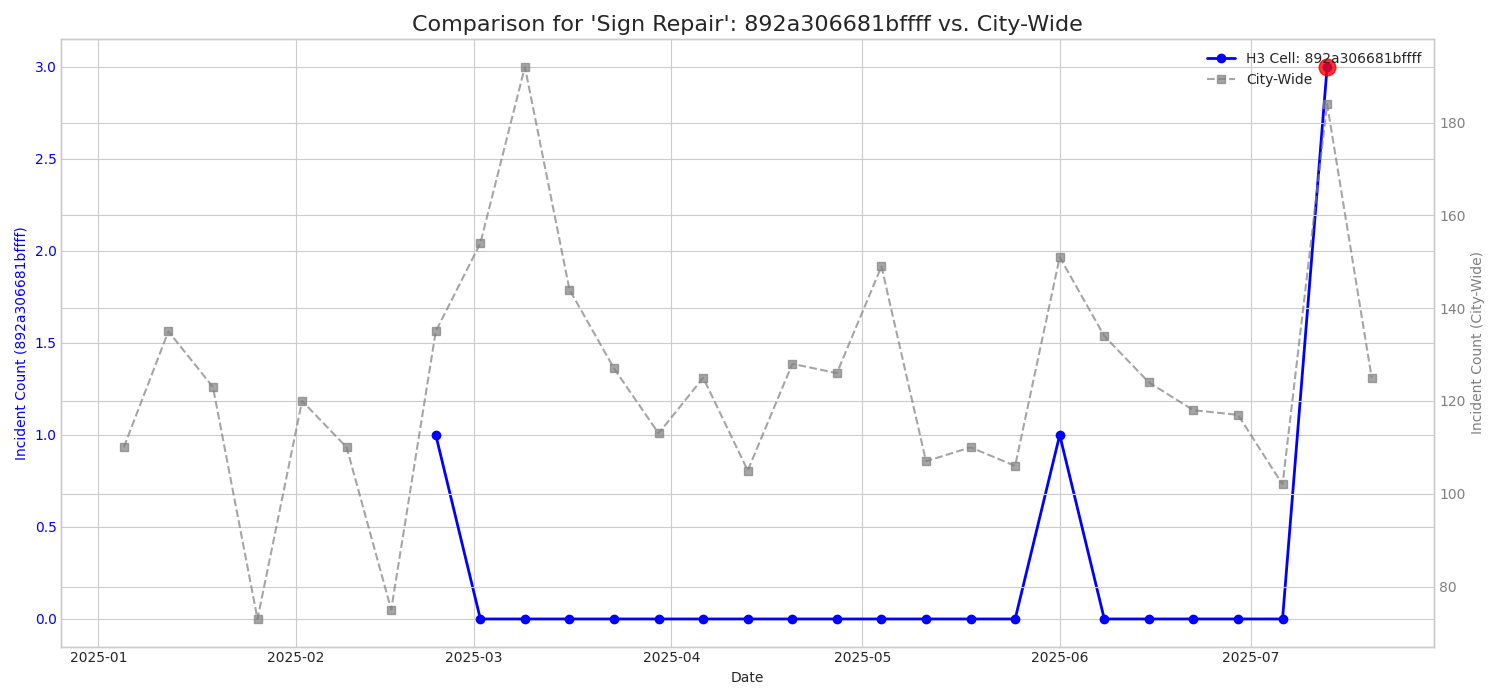 Comparison for 'Sign Repair': 892a306681bffff vs. City-Wide
H3 Cell: 892a306681bffff
City-Wide
Incident Count (892a306681bffff)
3.0
2.5
2.0
1.5
1.0
0.5
0.0
180
160
140
120
100
80
Incident Count (City-Wide)
2025-01 2025-02 2025-03 2025-04 2025-05 2025-06 2025-07
Date